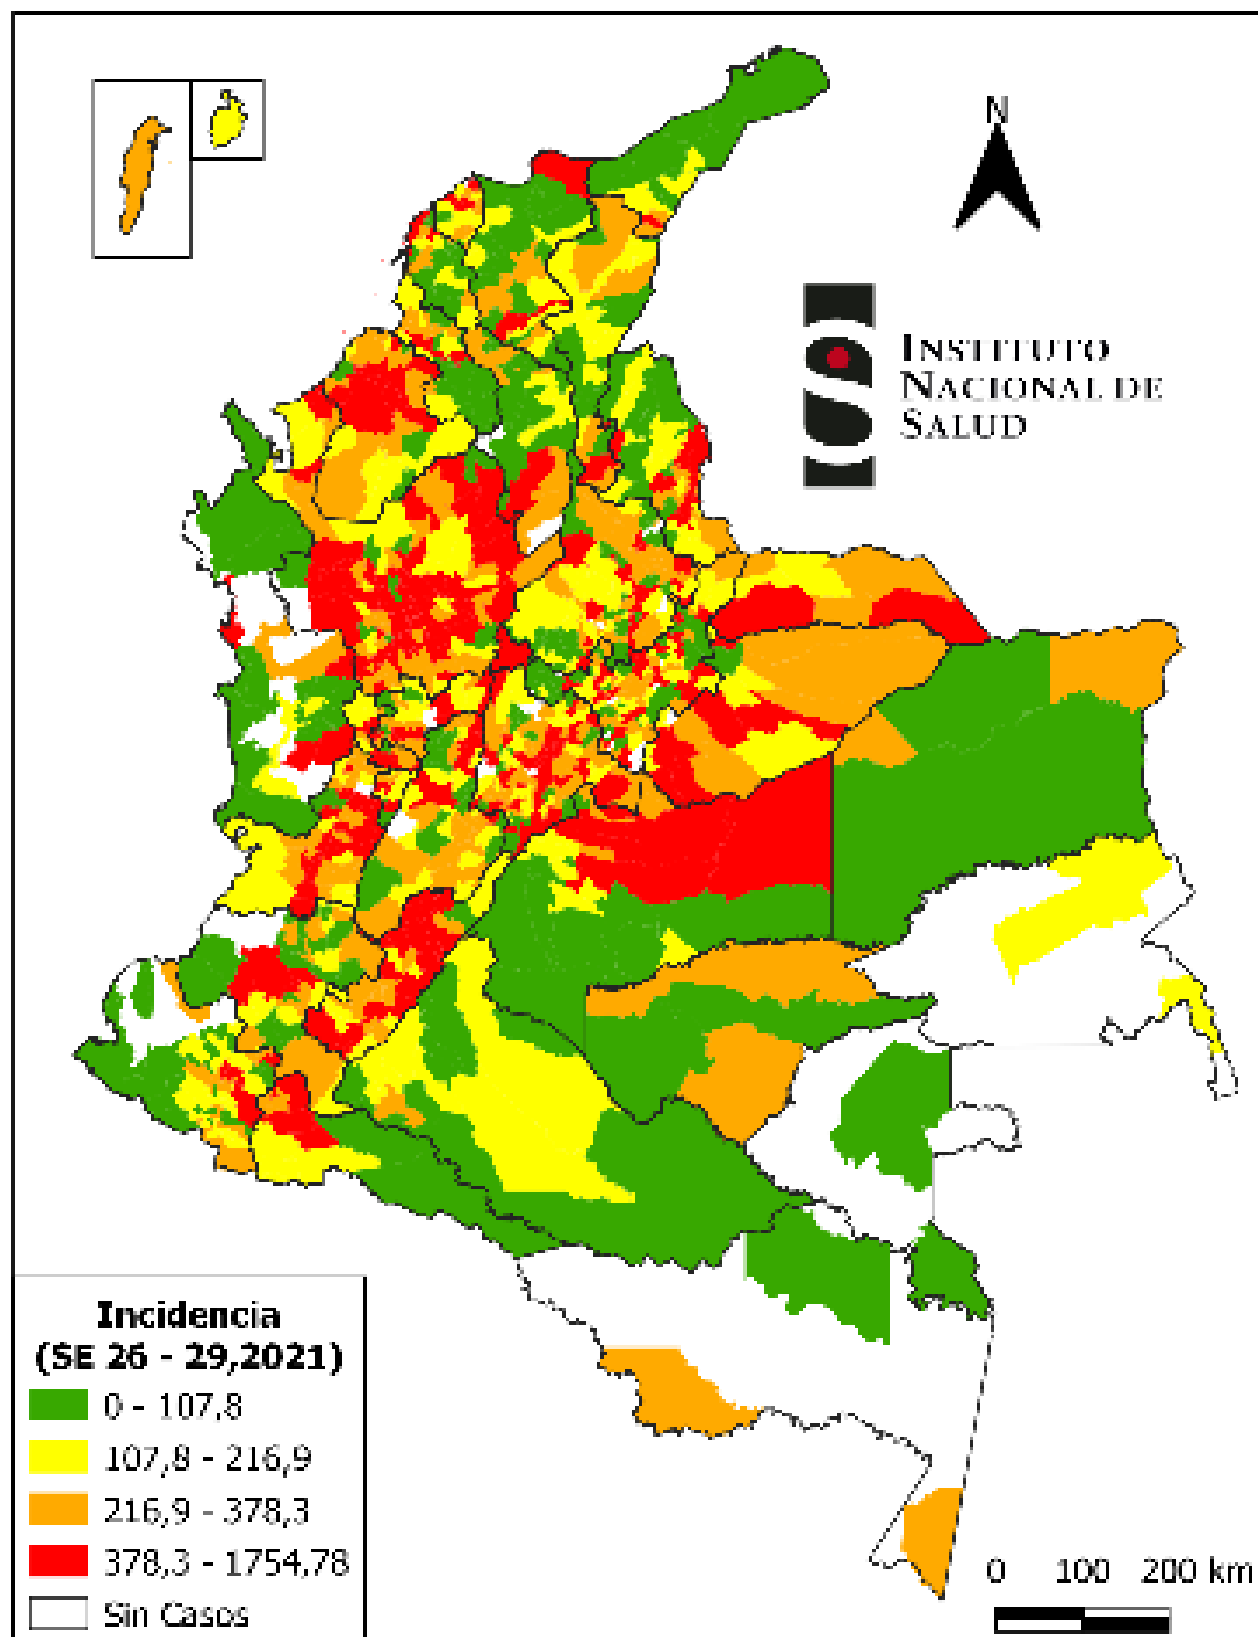 N
INSTITUTO
NACIONAL DE
SALUD
Incidencia
(SE 26 - 29,2021)
0 - 107,8
107,8 - 216,9
216,9 - 378,3
378,3 - 1754,78
Sin Casos
0 100 200 km